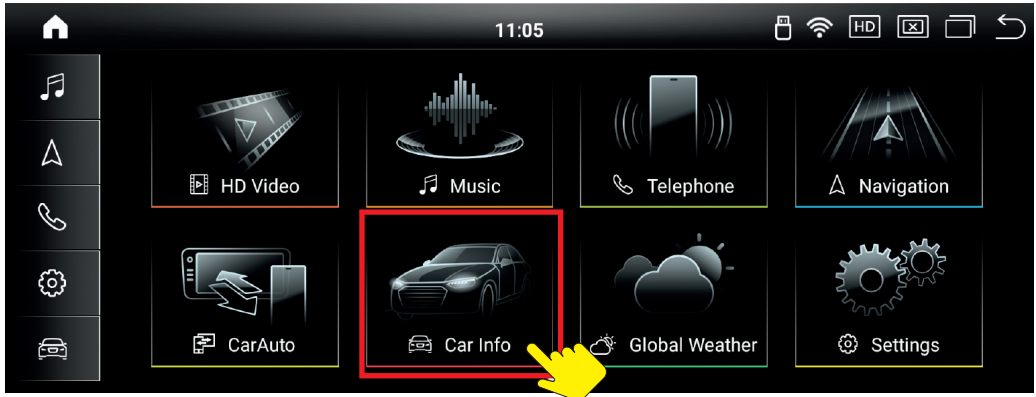 11:05
HD
HD Video
Music
Telephone
Navigation
CarAuto
Car Info
Global Weather
Settings